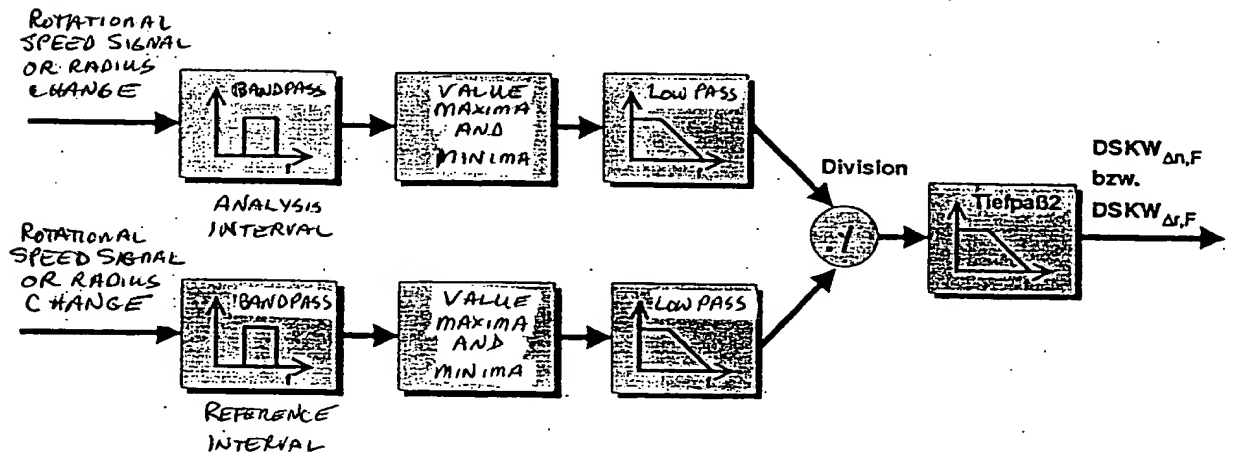 ROTATIONAL
SPEED SIGNAL
OR RADIUS
CHANGE
BANDPASS
ANALYSIS
INTERVAL
VALUE
MAXIMA
AND
MINIMA
LOW PASS
ROTATIONAL
SPEED SIGNAL
OR RADIUS
CHANGE
BANDPASS
REFERENCE
INTERVAL
VALUE
MAXIMA
AND
MINIMA
LOW PASS
Division
Tiefpaß2
DSKWΔn,F
bzw.
DSKWΔr,F